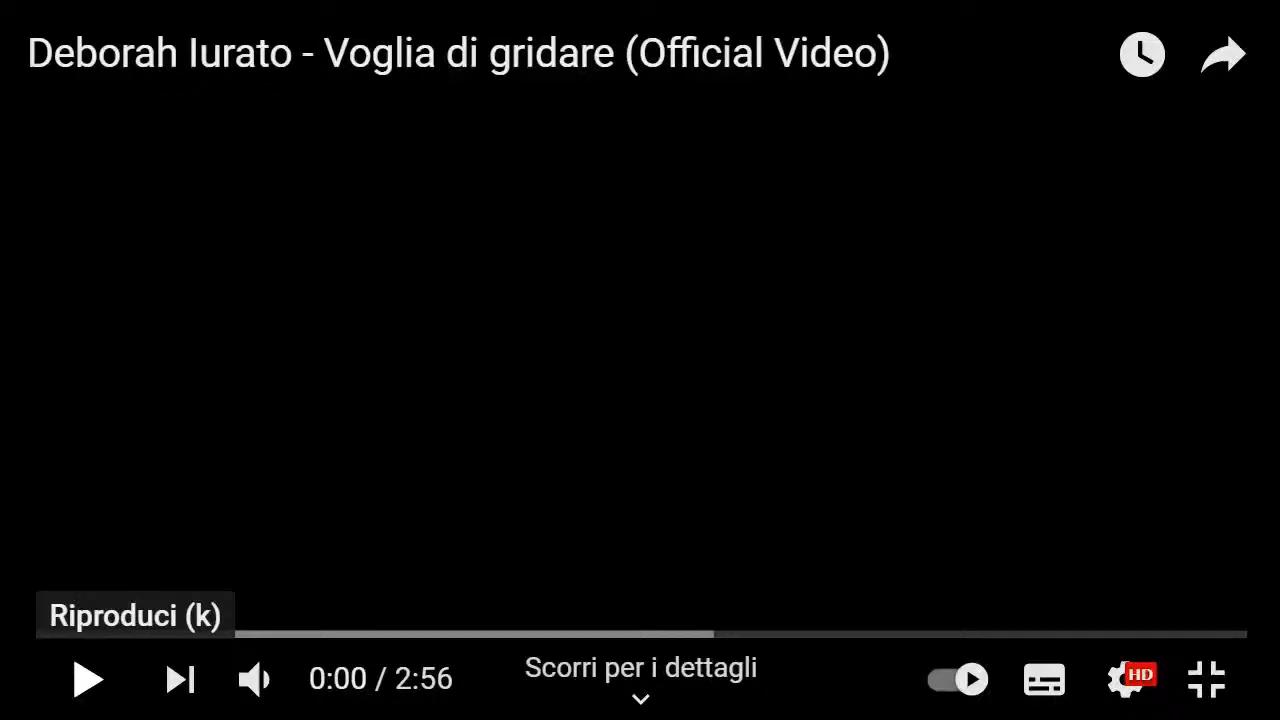 Deborah Iurato - Voglia di gridare (Official Video)
Riproduci (k)
0:00 / 2:56
Scorri per i dettagli
HD